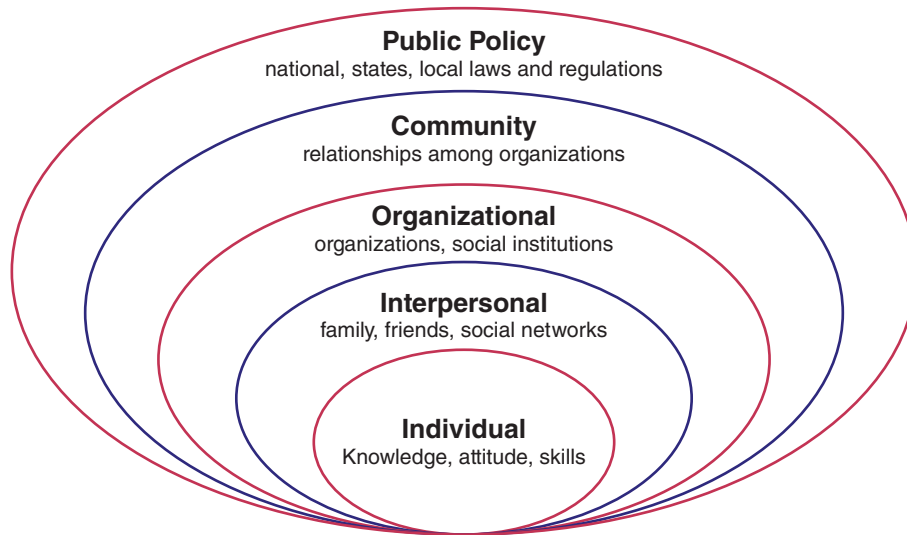 Public Policy
national, states, local laws and regulations
Community
relationships among organizations
Organizational
organizations, social institutions
Interpersonal
family, friends, social networks
Individual
Knowledge, attitude, skills